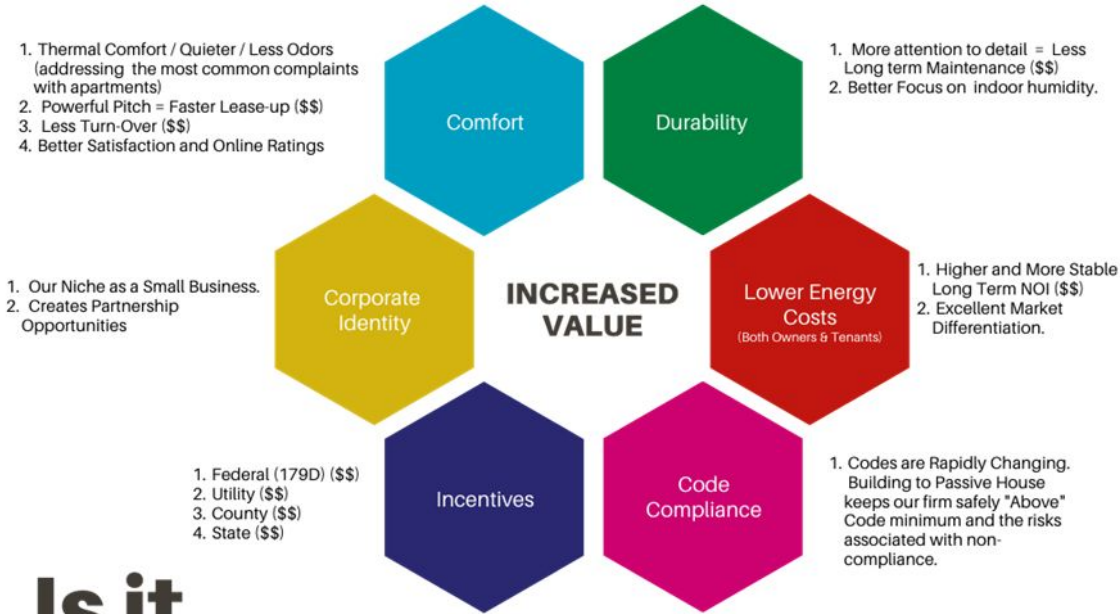 1. Thermal Comfort / Quieter / Less Odors
(addressing the most common complaints
with apartments)
2. Powerful Pitch = Faster Lease-up ($$)
3. Less Turn-Over ($$)
4. Better Satisfaction and Online Ratings
Comfort
Durability
1. More attention to detail = Less
Long term Maintenance ($$)
2. Better Focus on indoor humidity.
1. Our Niche as a Small Business.
2. Creates Partnership
Opportunities
Corporate
Identity
INCREASED
VALUE
Lower Energy
Costs
(Both Owners & Tenants)
1. Higher and More Stable
Long Term NOI ($$)
2. Excellent Market
Differentiation.
1. Federal (179D) ($$)
2. Utility ($$)
3. County ($$)
4. State ($$)
Incentives
Code
Compliance
1. Codes are Rapidly Changing.
Building to Passive House
keeps our firm safely "Above"
Code minimum and the risks
associated with non-
compliance.
Is it